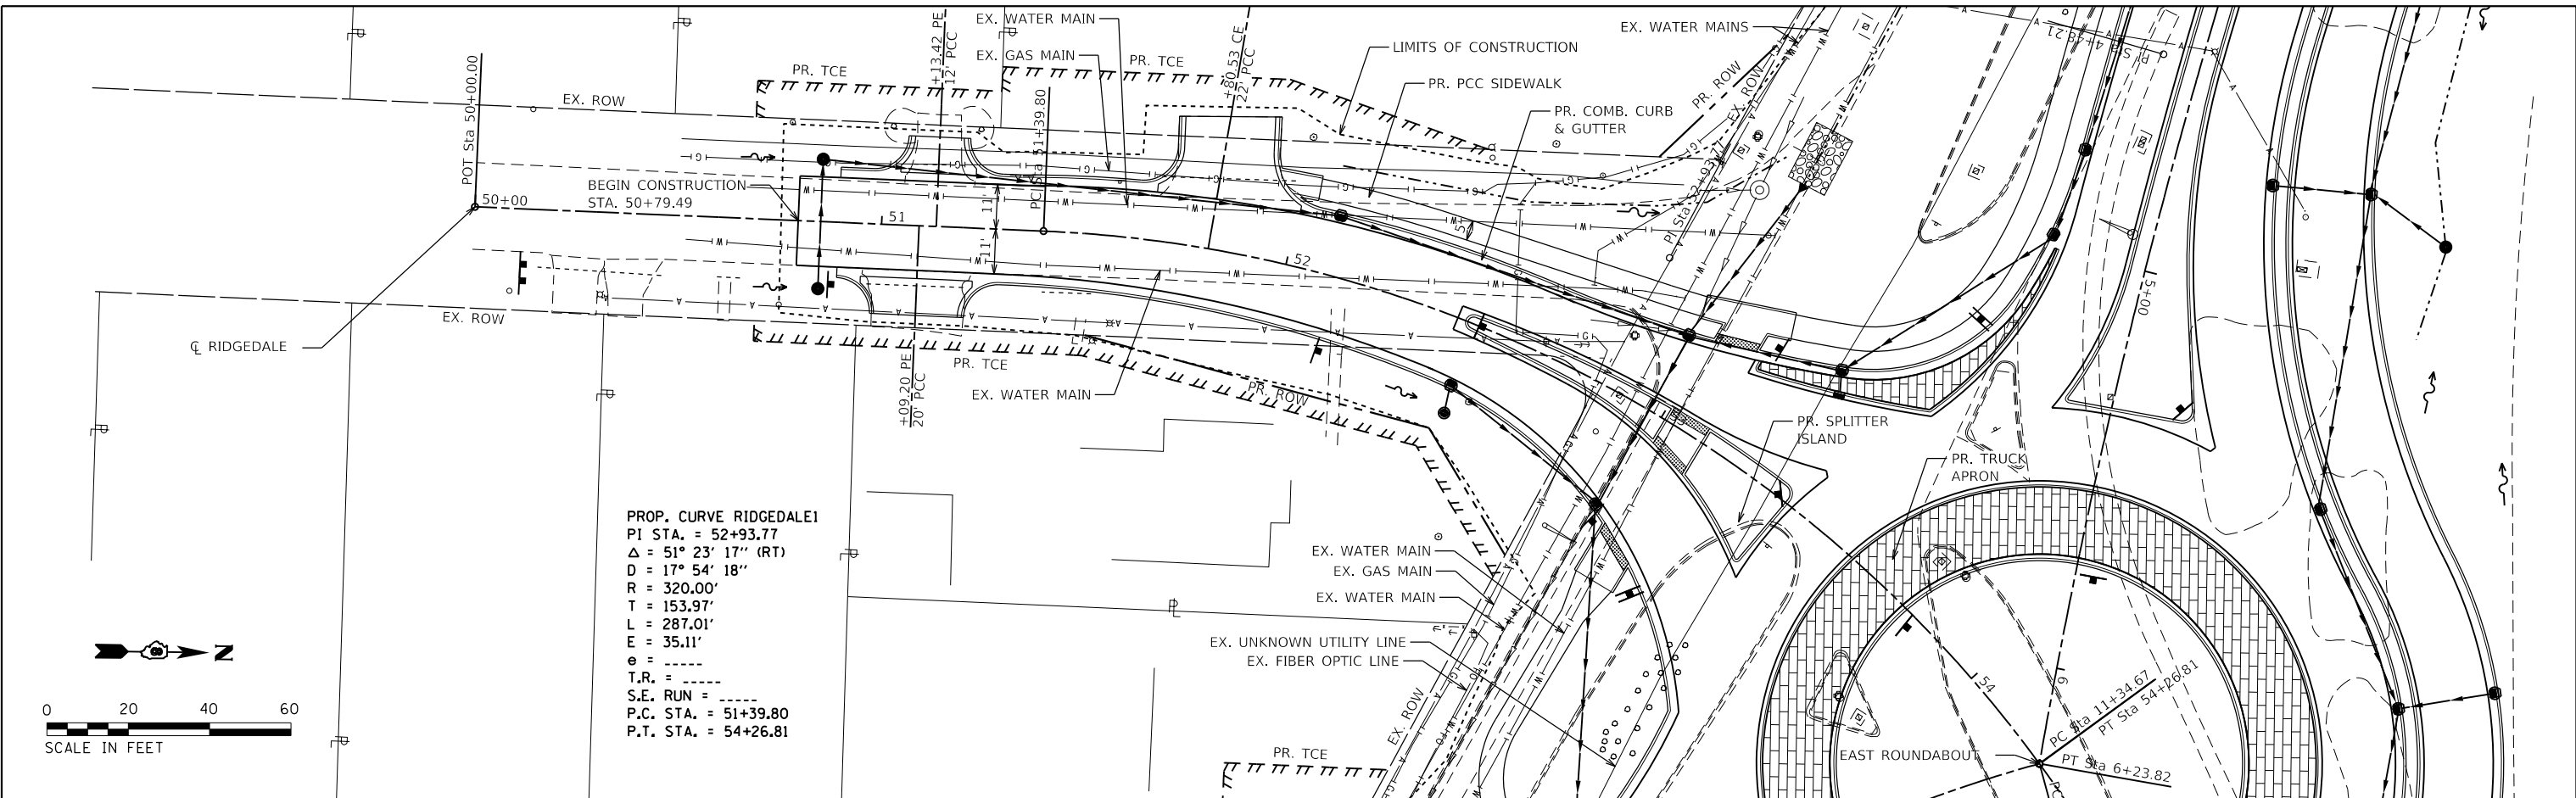 EX. WATER MAIN
EX. GAS MAIN
PR. TCE
PR. TCE
+13.42 PE
12' PCC
+80.53 CE
22' PCC
LIMITS OF CONSTRUCTION
PR. PCC SIDEWALK
PR. COMB. CURB
& GUTTER
EX. WATER MAINS
PR. ROW
EX. ROW
P
S
4+48.21
EX. ROW
POT Sta 50+00.00
50+00
BEGIN CONSTRUCTION
STA. 50+79.49
51
11'
11'
PC Sta 51+39.80
52
5'
PI Sta 52+93.77
5+00
EX. ROW
℄ RIDGEDALE
+09.20 PE
20' PCC
PR. TCE
EX. WATER MAIN
PR. ROW
PR. SPLITTER
ISLAND
PR. TRUCK
APRON
PROP. CURVE RIDGEDALE1
PI STA. = 52+93.77
Δ = 51° 23' 17'' (RT)
D = 17° 54' 18''
R = 320.00'
T = 153.97'
L = 287.01'
E = 35.11'
e = _____
T.R. = _____
S.E. RUN = _____
P.C. STA. = 51+39.80
P.T. STA. = 54+26.81
EX. WATER MAIN
EX. GAS MAIN
EX. WATER MAIN
EX. UNKNOWN UTILITY LINE
EX. FIBER OPTIC LINE
EX. ROW
N
0 20 40 60
SCALE IN FEET
PR. TCE
54
6
PC Sta 11+34.67
PT Sta 54+26.81
EAST ROUNDABOUT
PT Sta 6+23.82